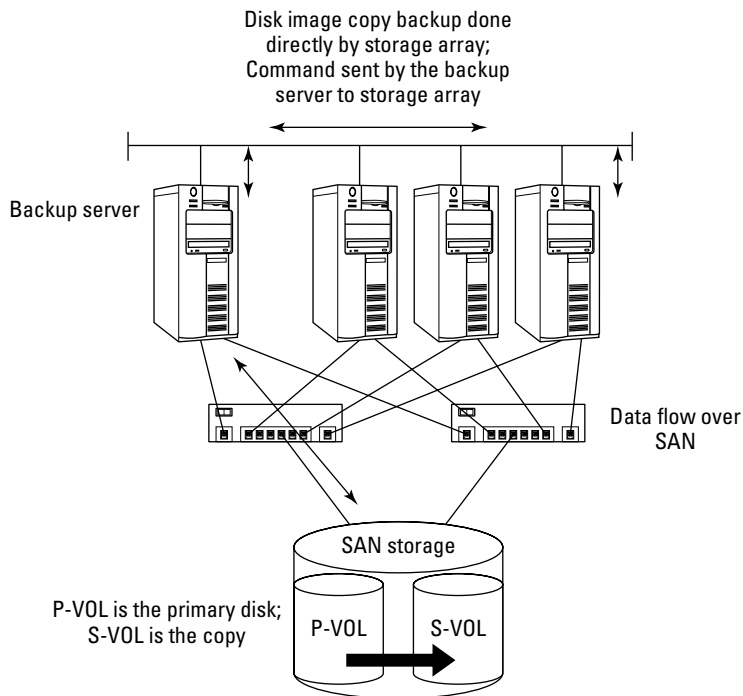 Disk image copy backup done
directly by storage array;
Command sent by the backup
server to storage array
Backup server
Data flow over
SAN
SAN storage
P-VOL is the primary disk;
S-VOL is the copy
P-VOL
S-VOL